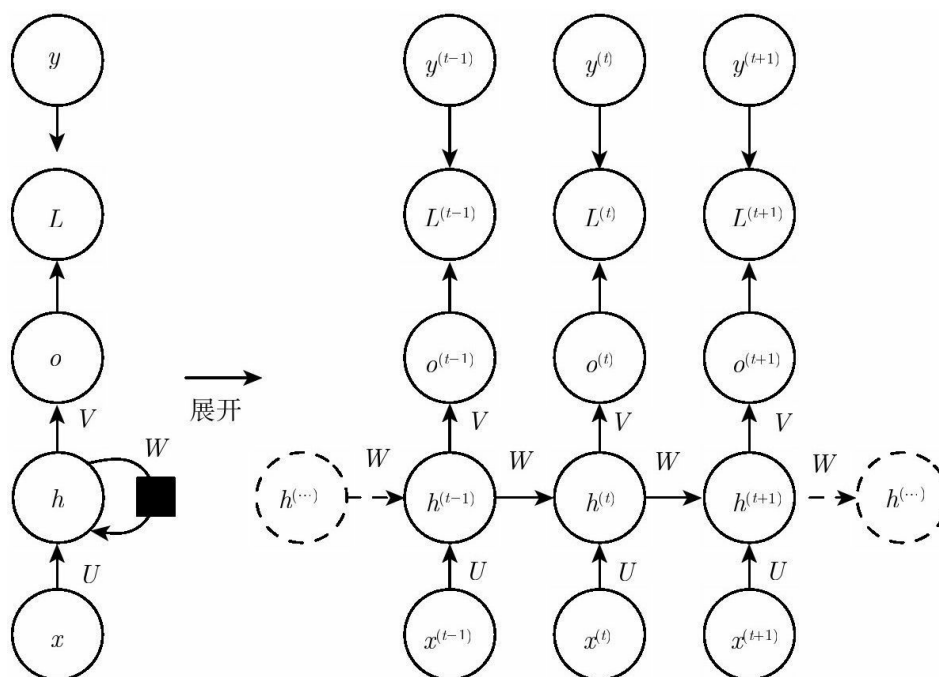 y y^{(t-1)} y^{(t)} y^{(t+1)}
L L^{(t-1)} L^{(t)} L^{(t+1)}
o o^{(t-1)} o^{(t)} o^{(t+1)}
展开
V V V V
W W W W W
h h^{(···)} h^{(t-1)} h^{(t)} h^{(t+1)} h^{(···)}
U U U U
x x^{(t-1)} x^{(t)} x^{(t+1)}